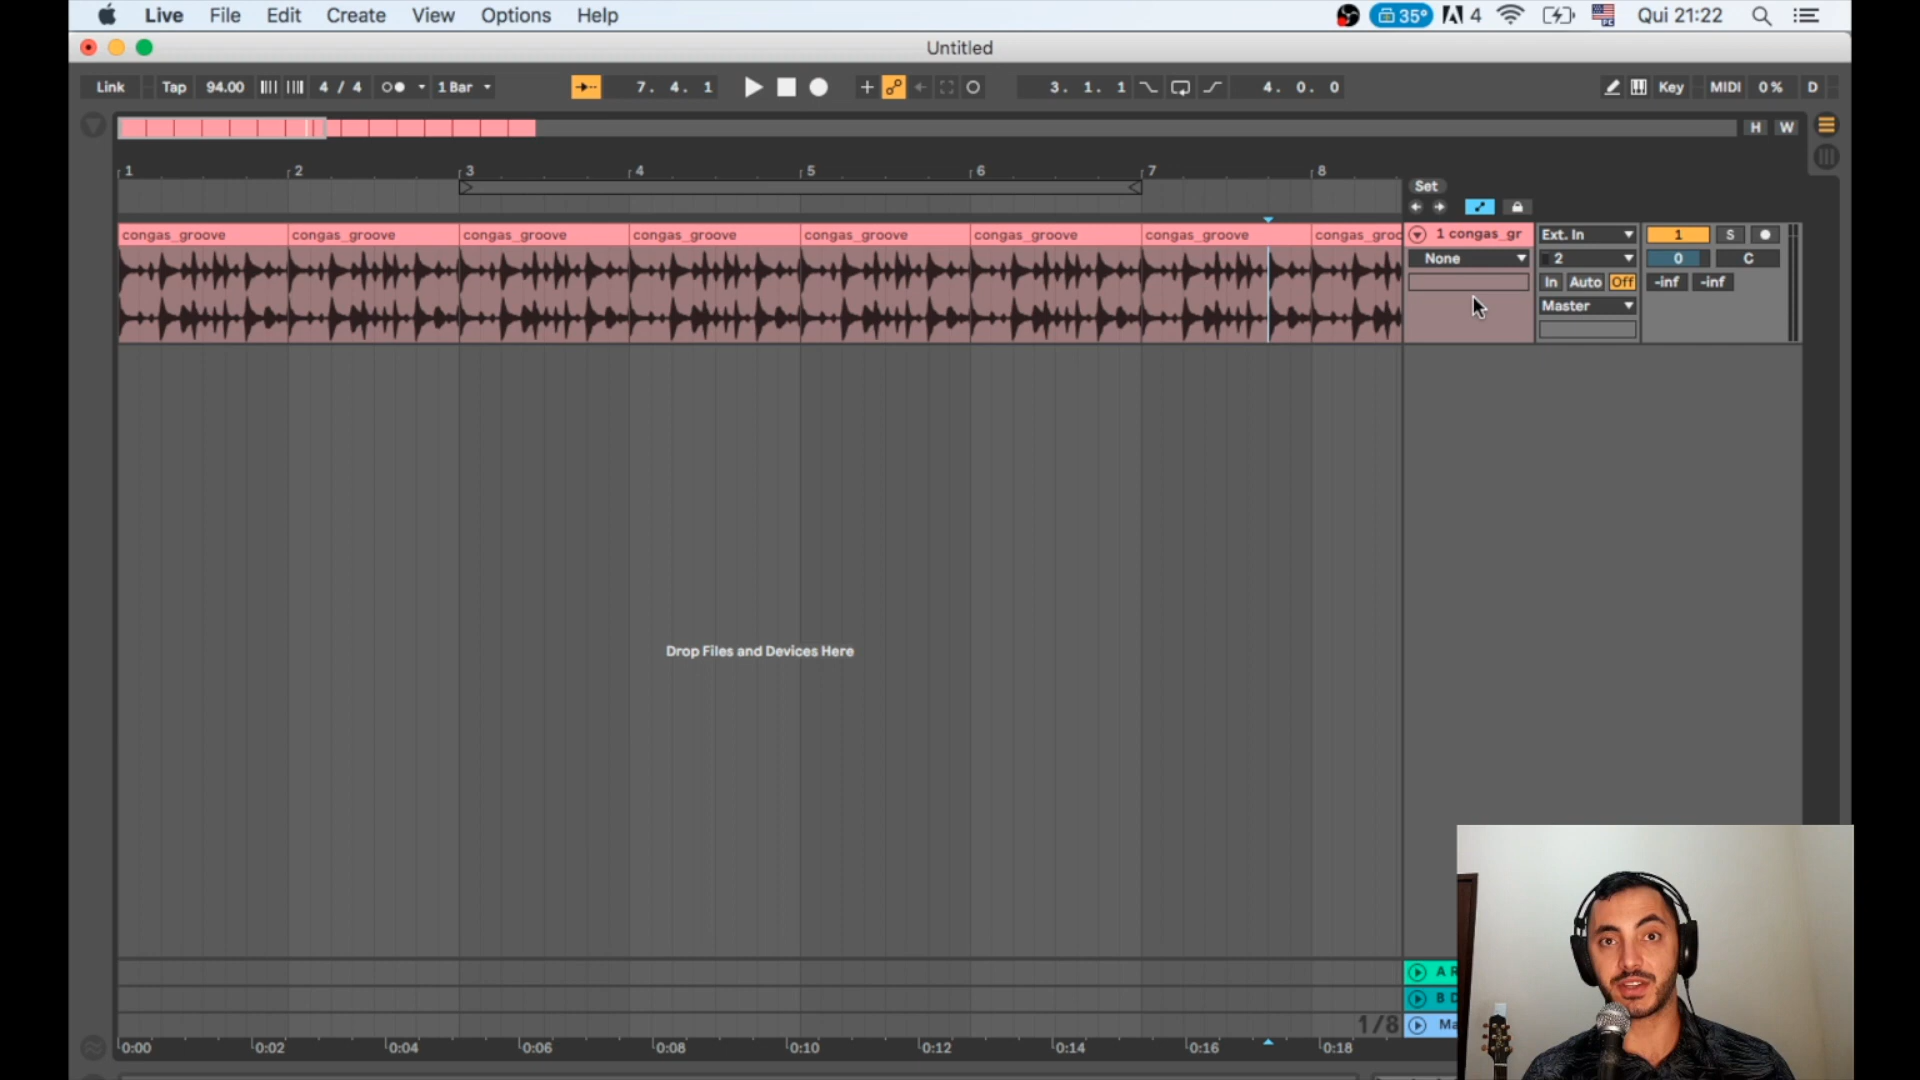 Live File Edit Create View Options Help 35° 4 Qui 21:22
Untitled
Link Tap 94.00 4 / 4 1 Bar 7. 4. 1 3. 1. 1 4. 0. 0 Key MIDI 0 % D
H W
1 2 3 4 5 6 7 8
Set
congas_groove congas_groove congas_groove congas_groove congas_groove congas_groove congas_groove congas_groc 1 congas_gr Ext. In 1 S
None 2 0 C
In Auto Off -inf -inf
Master
Drop Files and Devices Here
A R
B D
1/8 Ma
0:00 0:02 0:04 0:06 0:08 0:10 0:12 0:14 0:16 0:18